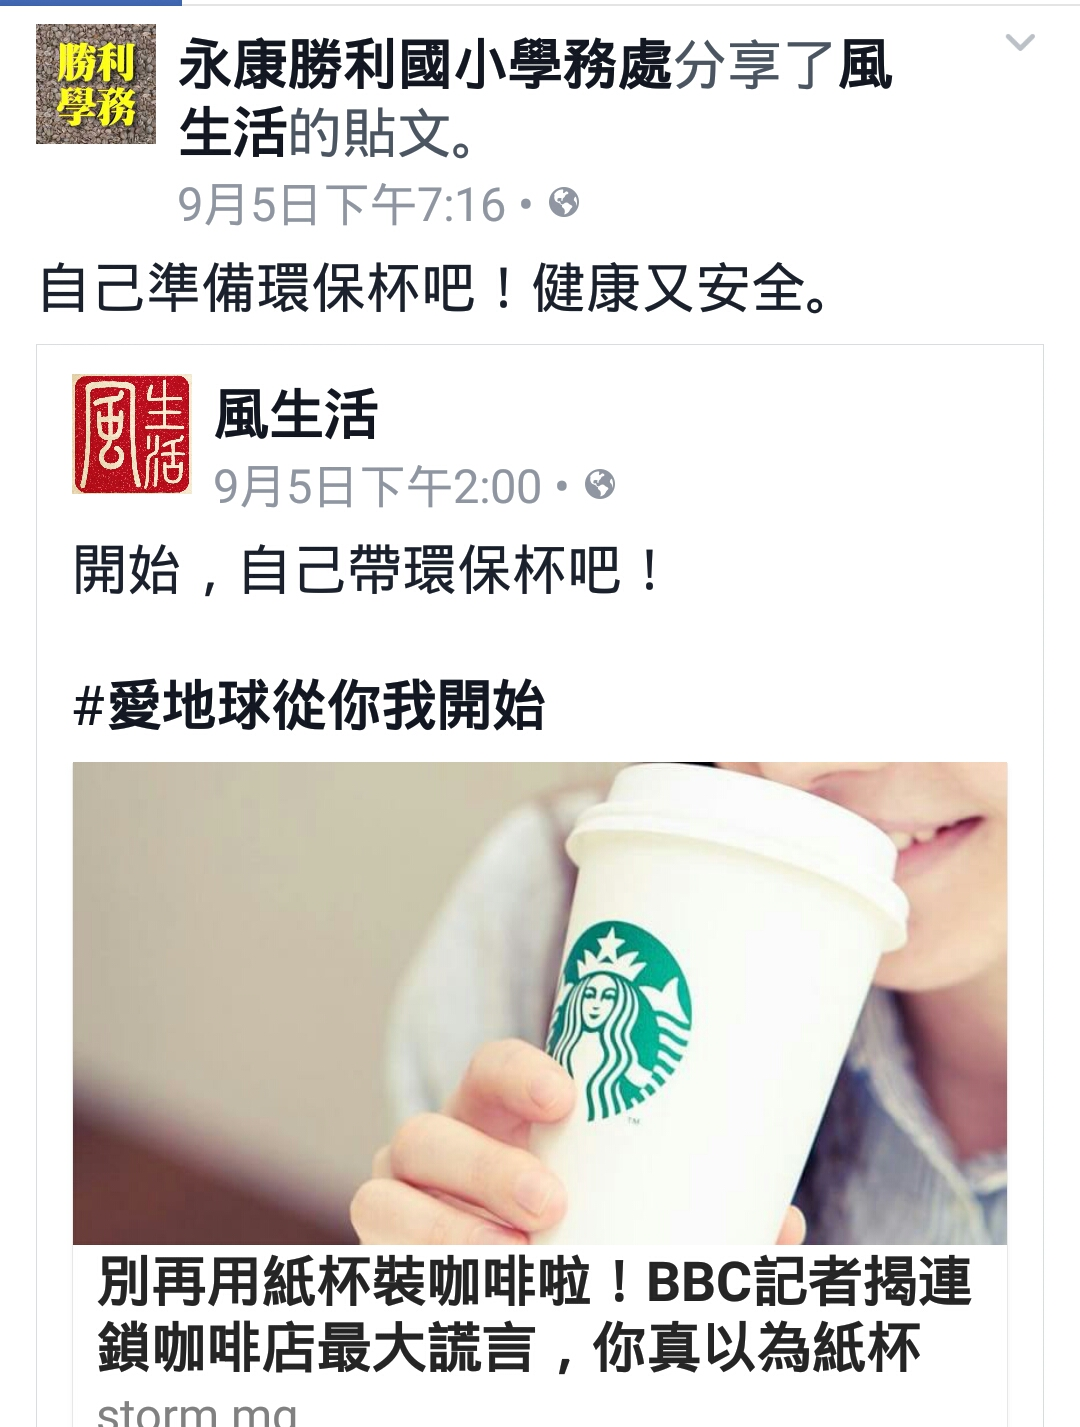 勝利
學務
永康勝利國小學務處分享了風
生活的貼文。
9月5日下午7:16 •
自己準備環保杯吧！健康又安全。
風生活
風生活
9月5日下午2:00 •
開始，自己帶環保杯吧！
#愛地球從你我開始
TM
別再用紙杯裝咖啡啦！BBC記者揭連
鎖咖啡店最大謊言，你真以為紙杯
storm.mg